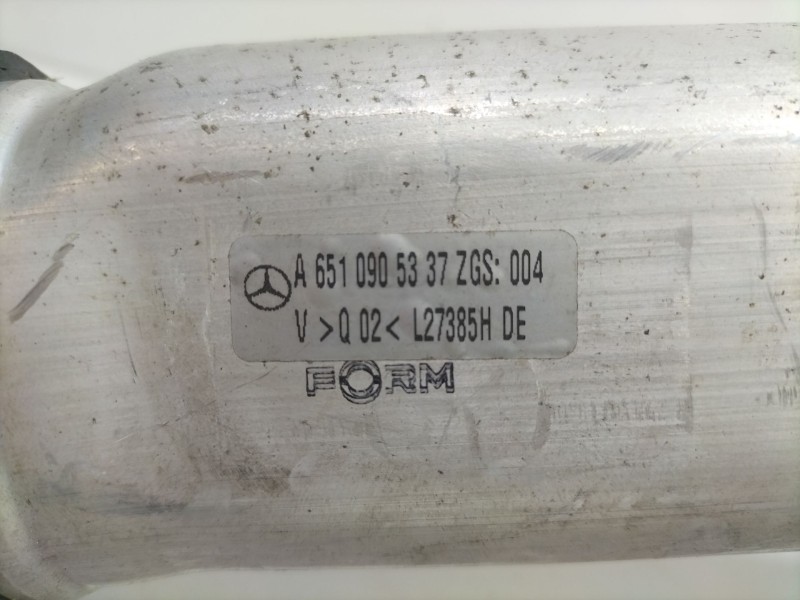 A 651 090 53 37 ZGS: 004
V >Q 02< L27385H DE
FORM